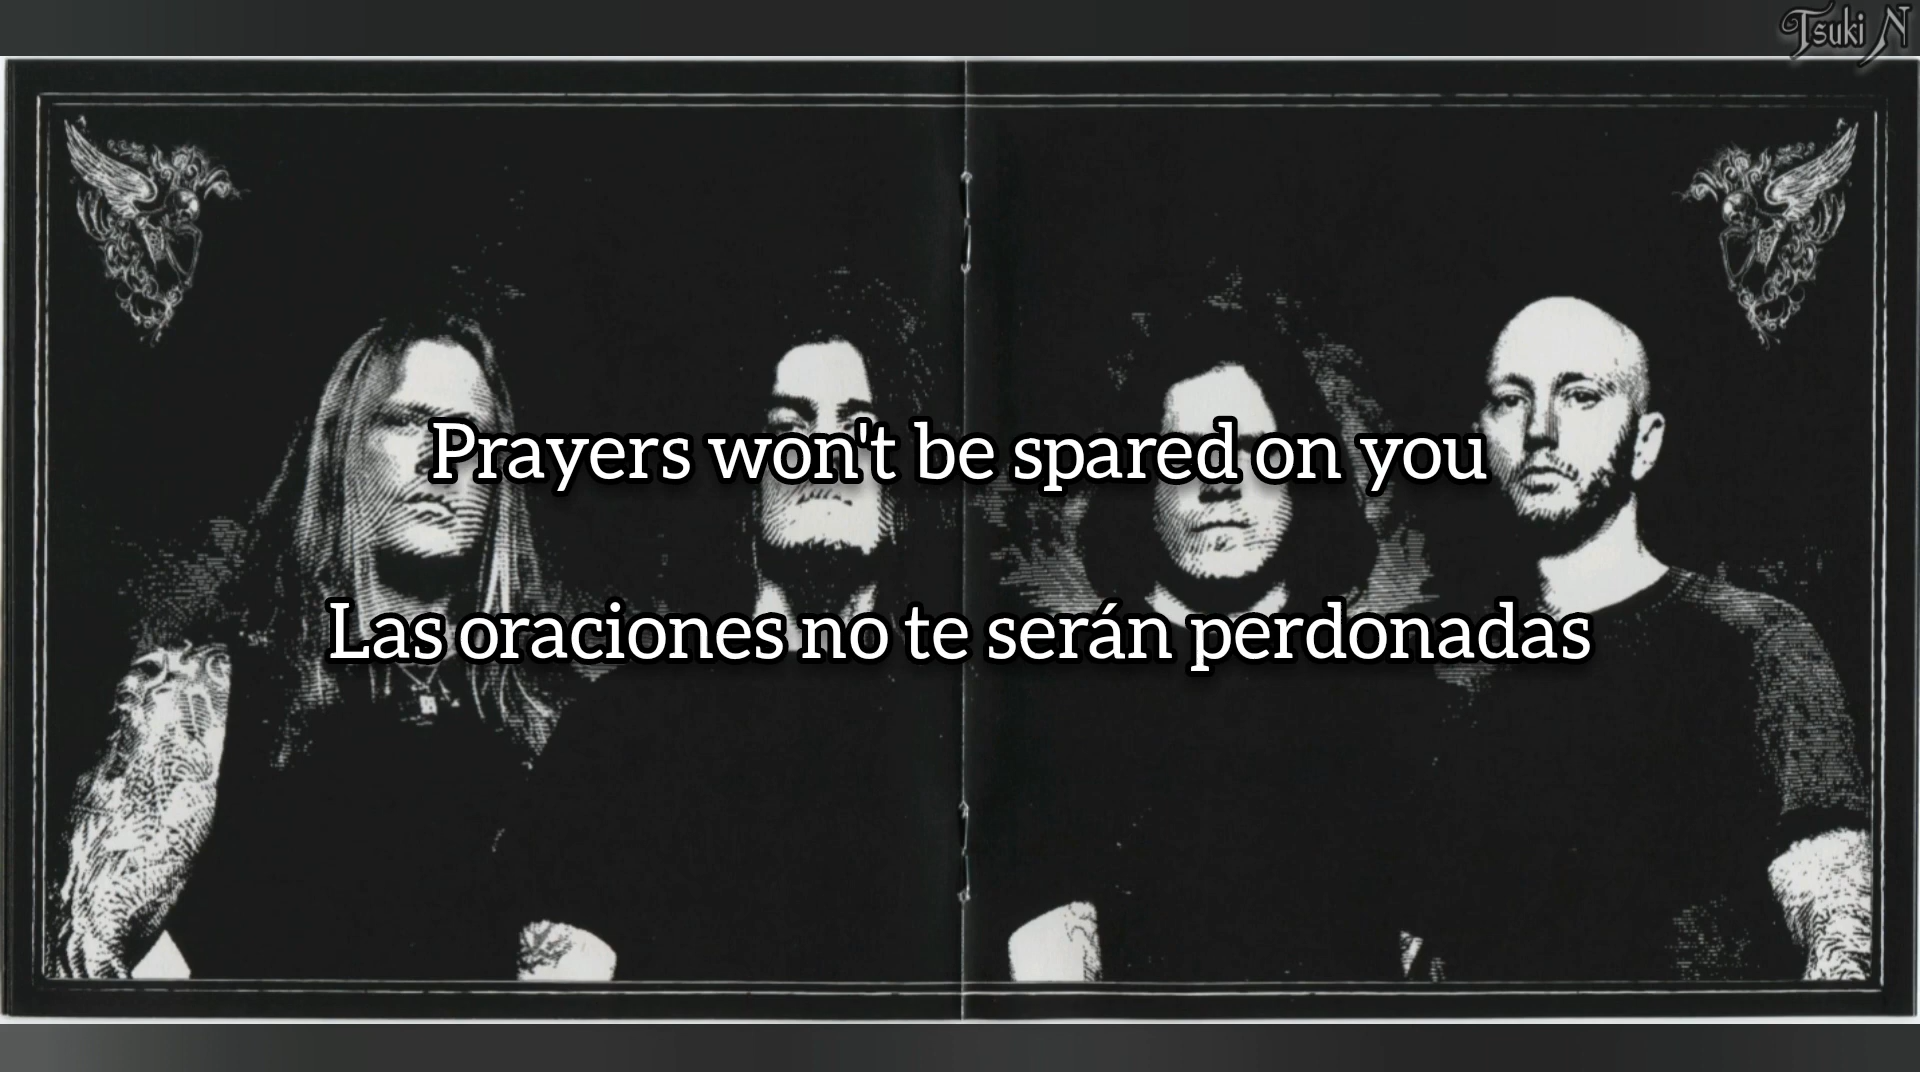 Tsuki N
Prayers won't be spared on you
Las oraciones no te serán perdonadas